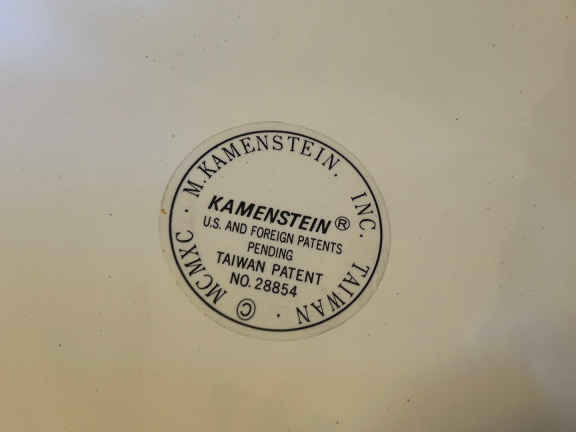 M. KAMENSTEIN. INC. TAIWAN · © MCMXC ·
KAMENSTEIN®
U.S. AND FOREIGN PATENTS
PENDING
TAIWAN PATENT
NO. 28854